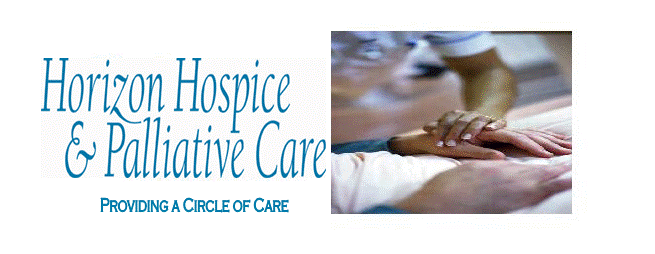 Horizon Hospice
& Palliative Care
Providing a Circle of Care